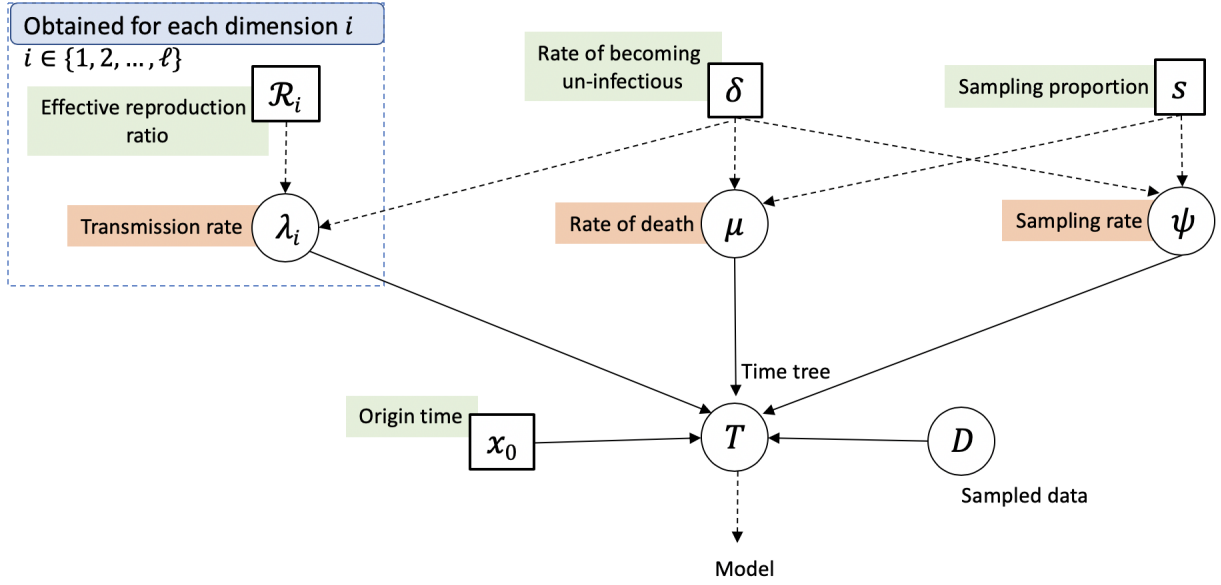 Obtained for each dimension i
i ∈ {1, 2, …, ℓ}
Effective reproduction
ratio
ℛᵢ
Rate of becoming
un-infectious
δ
Sampling proportion
s
Transmission rate
λᵢ
Rate of death
μ
Sampling rate
ψ
Time tree
Origin time
x₀
T
D
Sampled data
Model